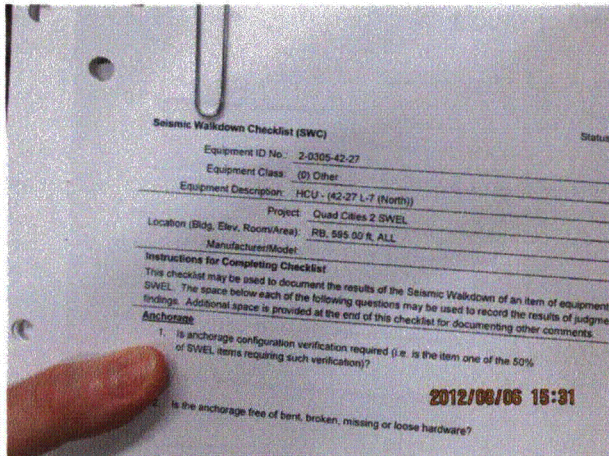 Seismic Walkdown Checklist (SWC)
Status
Equipment ID No.: 2-0305-42-27
Equipment Class: (0) Other
Equipment Description: HCU - (42-27 L-7 (North))
Project: Quad Cities 2 SWEL
Location (Bldg, Elev, Room/Area): RB, 595.00 ft, ALL
Manufacturer/Model:
Instructions for Completing Checklist
This checklist may be used to document the results of the Seismic Walkdown of an item of equipment
SWEL. The space below each of the following questions may be used to record the results of judgm
findings. Additional space is provided at the end of this checklist for documenting other comments.
Anchorage
1. Is anchorage configuration verification required (i.e. is the item one of the 50%
of SWEL items requiring such verification)?
2012/08/06 15:31
Is the anchorage free of bent, broken, missing or loose hardware?